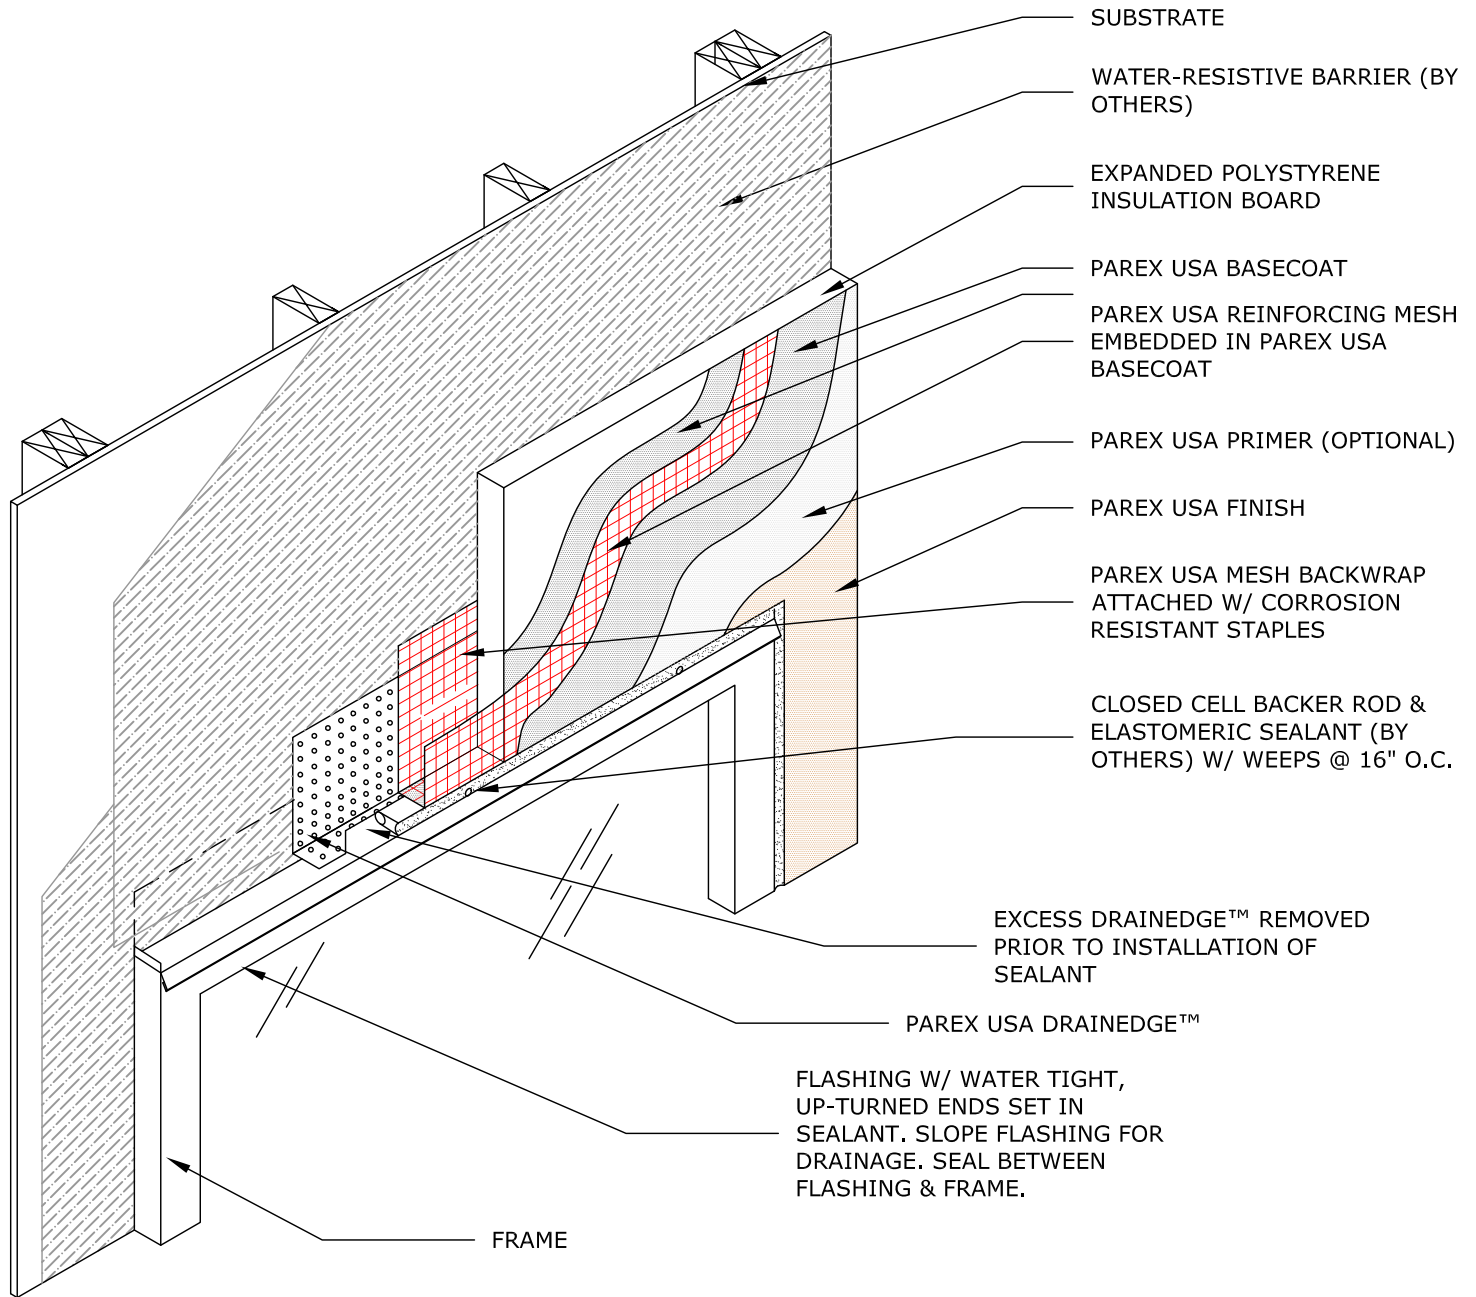 SUBSTRATE
WATER-RESISTIVE BARRIER (BY
OTHERS)
EXPANDED POLYSTYRENE
INSULATION BOARD
PAREX USA BASECOAT
PAREX USA REINFORCING MESH
EMBEDDED IN PAREX USA
BASECOAT
PAREX USA PRIMER (OPTIONAL)
PAREX USA FINISH
PAREX USA MESH BACKWRAP
ATTACHED W/ CORROSION
RESISTANT STAPLES
CLOSED CELL BACKER ROD &
ELASTOMERIC SEALANT (BY
OTHERS) W/ WEEPS @ 16" O.C.
EXCESS DRAINEDGE™ REMOVED
PRIOR TO INSTALLATION OF
SEALANT
PAREX USA DRAINEDGE™
FLASHING W/ WATER TIGHT,
UP-TURNED ENDS SET IN
SEALANT. SLOPE FLASHING FOR
DRAINAGE. SEAL BETWEEN
FLASHING & FRAME.
FRAME